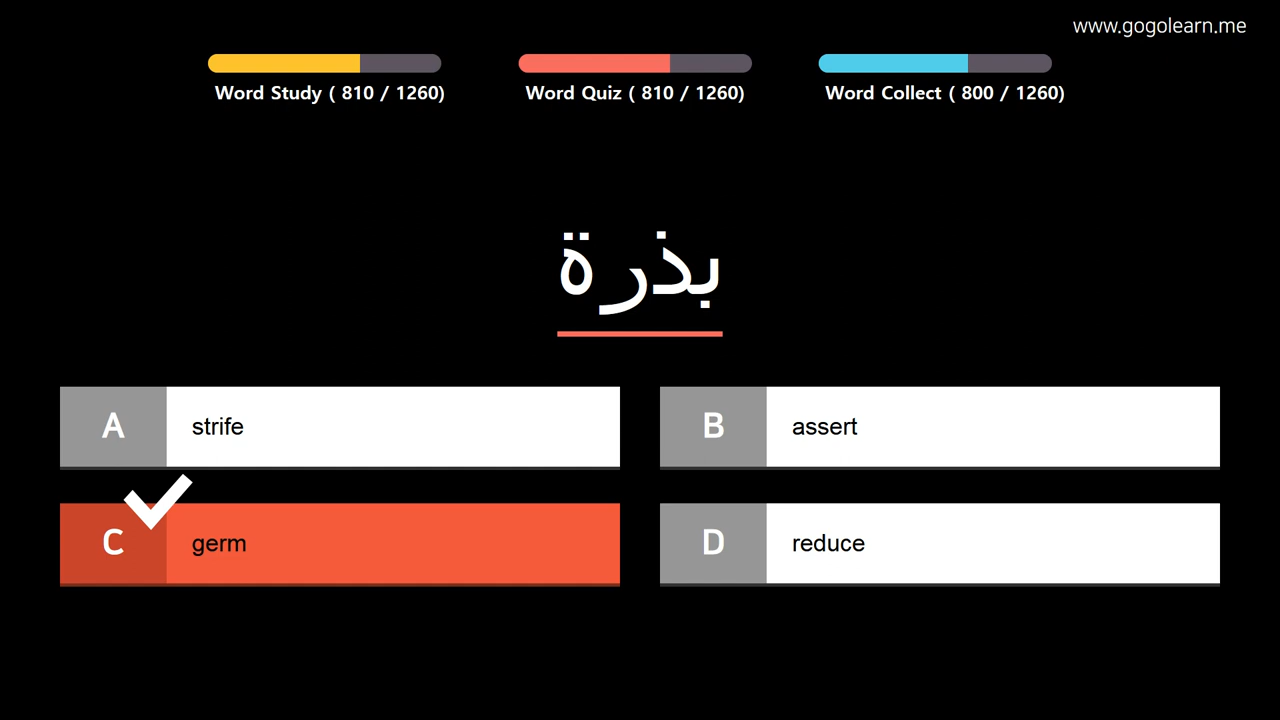 www.gogolearn.me
Word Study ( 810 / 1260)
Word Quiz ( 810 / 1260)
Word Collect ( 800 / 1260)
بذرة
A strife
B assert
C germ
D reduce